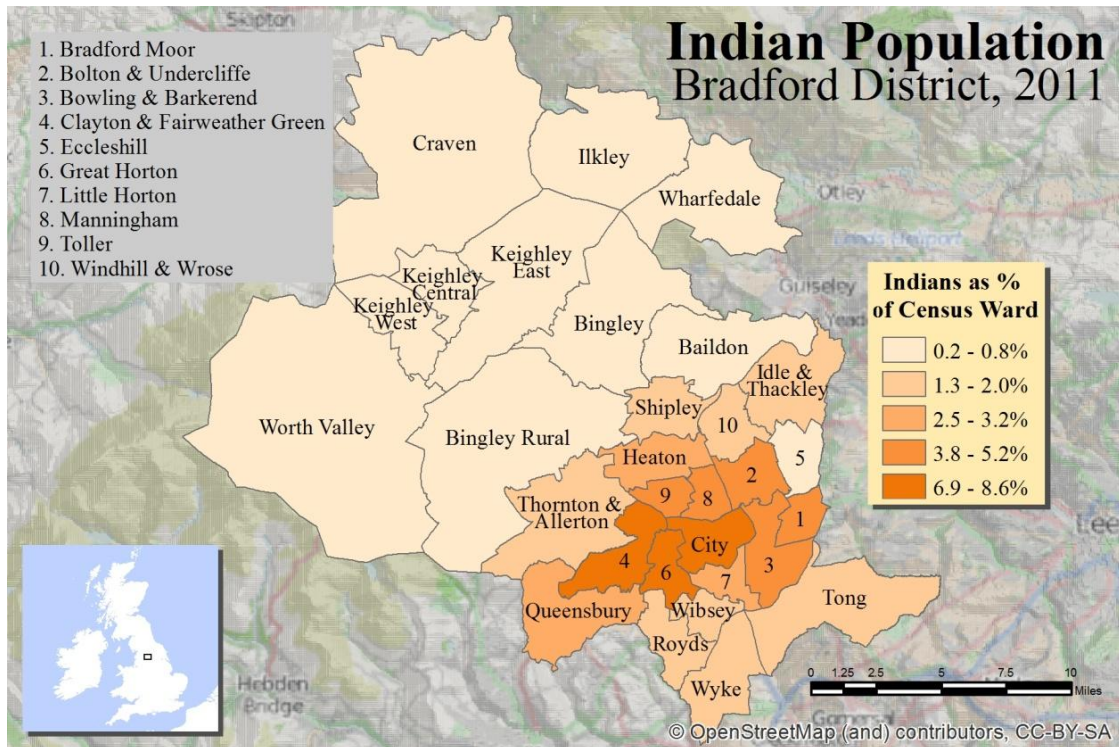 Indian Population
Bradford District, 2011
1. Bradford Moor
2. Bolton & Undercliffe
3. Bowling & Barkerend
4. Clayton & Fairweather Green
5. Eccleshill
6. Great Horton
7. Little Horton
8. Manningham
9. Toller
10. Windhill & Wrose
Skipton
Craven
Ilkley
Wharfedale
Otley
Keighley
East
Keighley
Central
Keighley
West
Guiseley
Bingley
Baildon
Idle &
Thackley
Shipley
10
Worth Valley
Bingley Rural
Heaton
2
5
9
8
Thornton &
Allerton
City
1
4
6
7
3
Queensbury
Wibsey
Tong
Royds
Wyke
Hebden
Bridge
Indians as %
of Census Ward
0.2 - 0.8%
1.3 - 2.0%
2.5 - 3.2%
3.8 - 5.2%
6.9 - 8.6%
0 1.25 2.5 5 7.5 10
Miles
© OpenStreetMap (and) contributors, CC-BY-SA